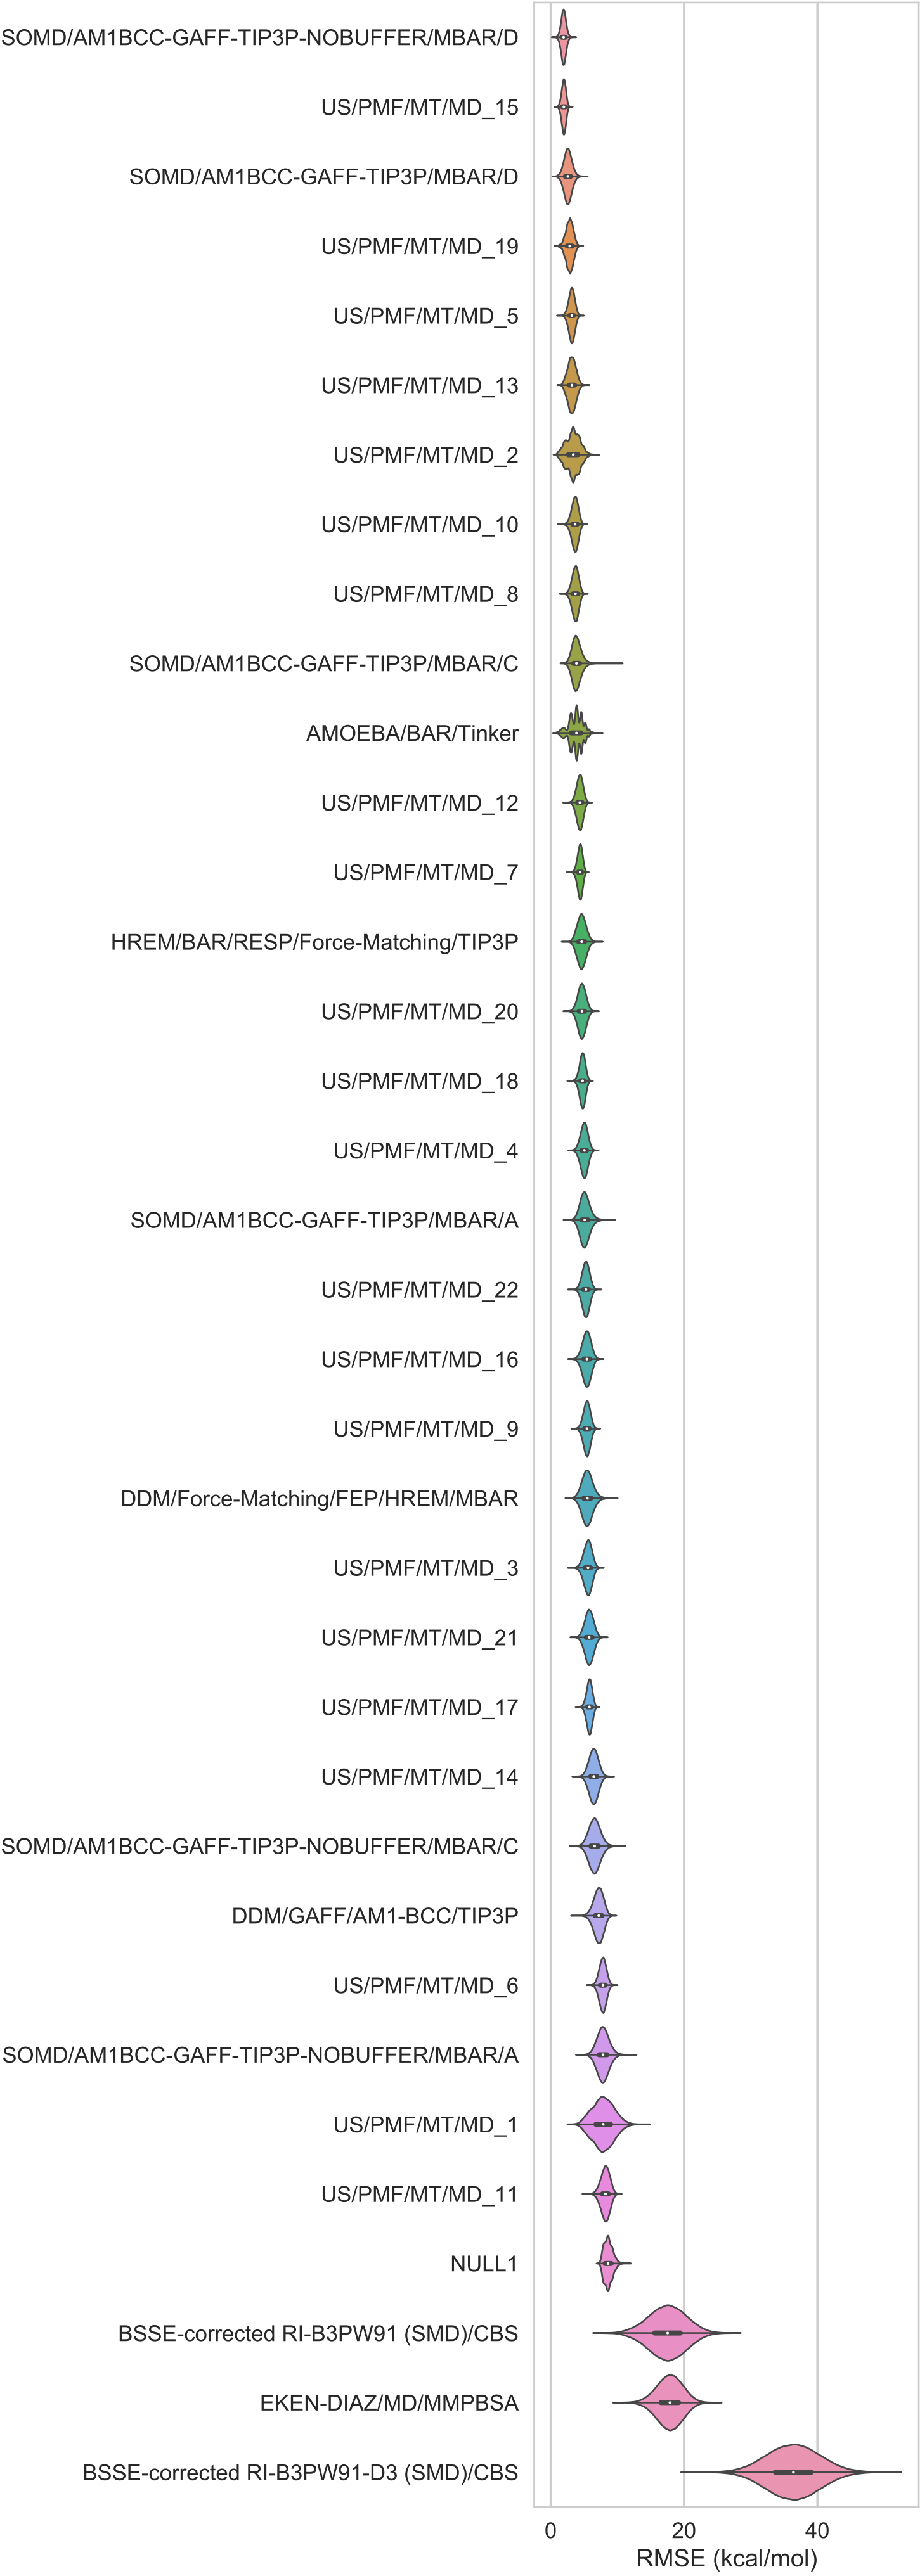 SOMD/AM1BCC-GAFF-TIP3P-NOBUFFER/MBAR/D
US/PMF/MT/MD_15
SOMD/AM1BCC-GAFF-TIP3P/MBAR/D
US/PMF/MT/MD_19
US/PMF/MT/MD_5
US/PMF/MT/MD_13
US/PMF/MT/MD_2
US/PMF/MT/MD_10
US/PMF/MT/MD_8
SOMD/AM1BCC-GAFF-TIP3P/MBAR/C
AMOEBA/BAR/Tinker
US/PMF/MT/MD_12
US/PMF/MT/MD_7
HREM/BAR/RESP/Force-Matching/TIP3P
US/PMF/MT/MD_20
US/PMF/MT/MD_18
US/PMF/MT/MD_4
SOMD/AM1BCC-GAFF-TIP3P/MBAR/A
US/PMF/MT/MD_22
US/PMF/MT/MD_16
US/PMF/MT/MD_9
DDM/Force-Matching/FEP/HREM/MBAR
US/PMF/MT/MD_3
US/PMF/MT/MD_21
US/PMF/MT/MD_17
US/PMF/MT/MD_14
SOMD/AM1BCC-GAFF-TIP3P-NOBUFFER/MBAR/C
DDM/GAFF/AM1-BCC/TIP3P
US/PMF/MT/MD_6
SOMD/AM1BCC-GAFF-TIP3P-NOBUFFER/MBAR/A
US/PMF/MT/MD_1
US/PMF/MT/MD_11
NULL1
BSSE-corrected RI-B3PW91 (SMD)/CBS
EKEN-DIAZ/MD/MMPBSA
BSSE-corrected RI-B3PW91-D3 (SMD)/CBS
0 20 40
RMSE (kcal/mol)